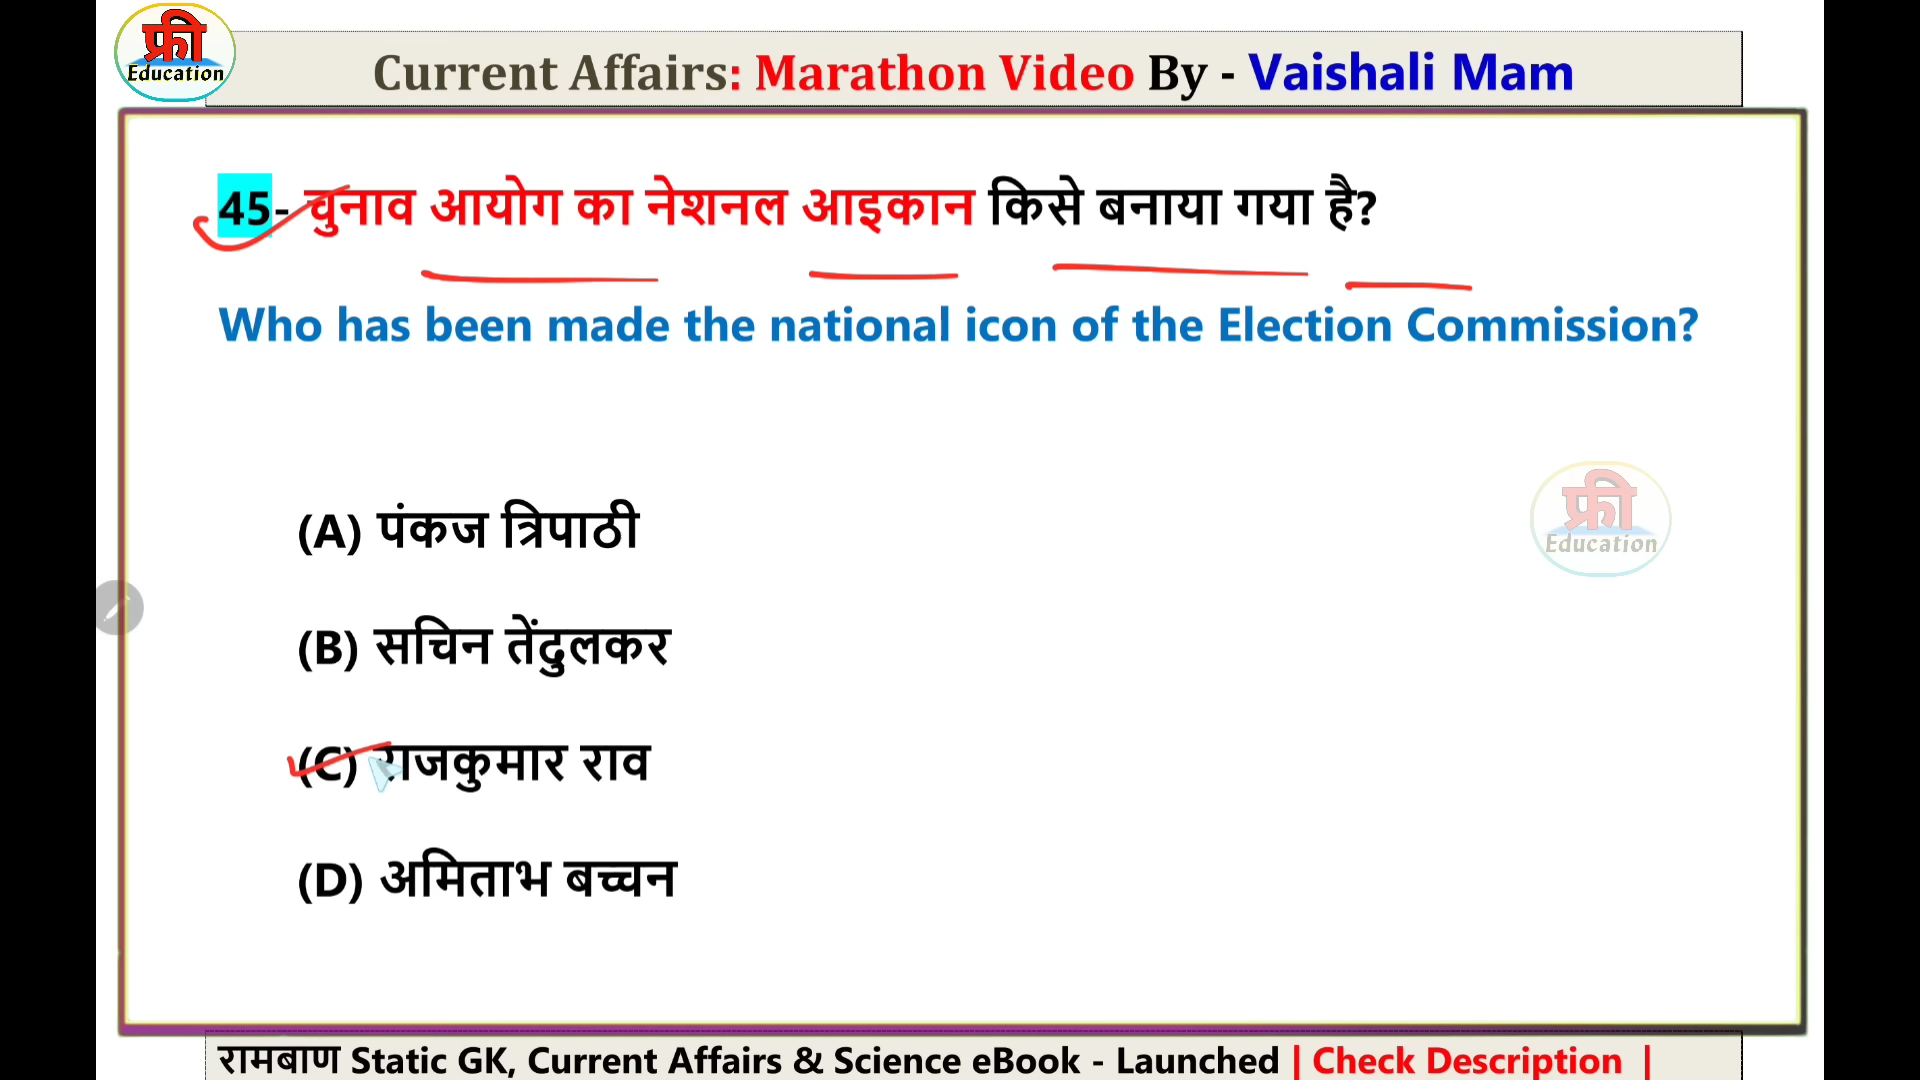 फ्री
Education
Current Affairs: Marathon Video By - Vaishali Mam
45- चुनाव आयोग का नेशनल आइकान किसे बनाया गया है?
Who has been made the national icon of the Election Commission?
(A) पंकज त्रिपाठी
(B) सचिन तेंदुलकर
(C) राजकुमार राव
(D) अमिताभ बच्चन
फ्री
Education
रामबाण Static GK, Current Affairs & Science eBook - Launched | Check Description |